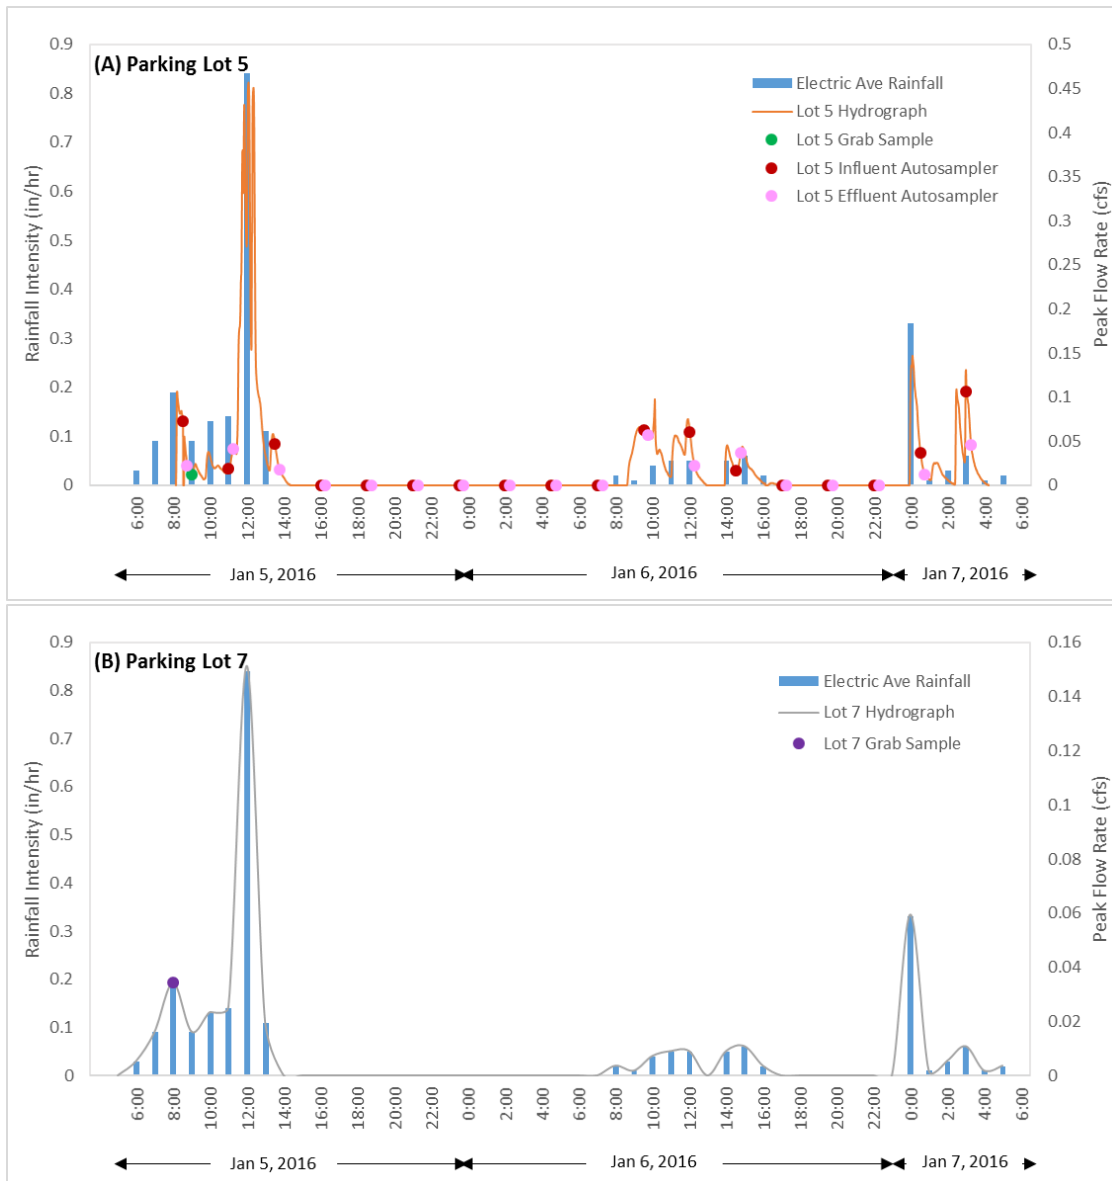 (A) Parking Lot 5
Electric Ave Rainfall
Lot 5 Hydrograph
Lot 5 Grab Sample
Lot 5 Influent Autosampler
Lot 5 Effluent Autosampler
Rainfall Intensity (in/hr)
0.9
0.8
0.7
0.6
0.5
0.4
0.3
0.2
0.1
0
Peak Flow Rate (cfs)
0.5
0.45
0.4
0.35
0.3
0.25
0.2
0.15
0.1
0.05
0
6:00 8:00 10:00 12:00 14:00 16:00 18:00 20:00 22:00 0:00 2:00 4:00 6:00 8:00 10:00 12:00 14:00 16:00 18:00 20:00 22:00 0:00 2:00 4:00 6:00
Jan 5, 2016 Jan 6, 2016 Jan 7, 2016
(B) Parking Lot 7
Electric Ave Rainfall
Lot 7 Hydrograph
Lot 7 Grab Sample
Rainfall Intensity (in/hr)
0.9
0.8
0.7
0.6
0.5
0.4
0.3
0.2
0.1
0
Peak Flow Rate (cfs)
0.16
0.14
0.12
0.1
0.08
0.06
0.04
0.02
0
6:00 8:00 10:00 12:00 14:00 16:00 18:00 20:00 22:00 0:00 2:00 4:00 6:00 8:00 10:00 12:00 14:00 16:00 18:00 20:00 22:00 0:00 2:00 4:00 6:00
Jan 5, 2016 Jan 6, 2016 Jan 7, 2016